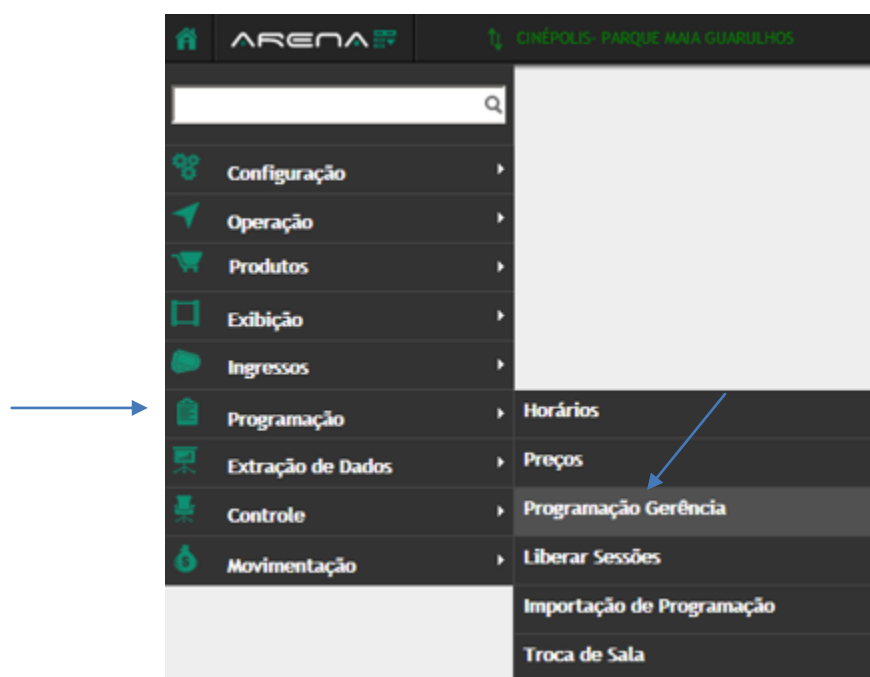 ARENA
CINÉPOLIS- PARQUE MAIA GUARULHOS
Configuração
Operação
Produtos
Exibição
Ingressos
Programação
Extração de Dados
Controle
Movimentação
Horários
Preços
Programação Gerência
Liberar Sessões
Importação de Programação
Troca de Sala